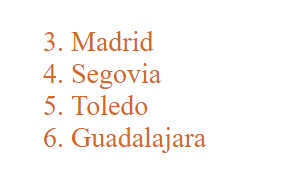 3. Madrid
4. Segovia
5. Toledo
6. Guadalajara